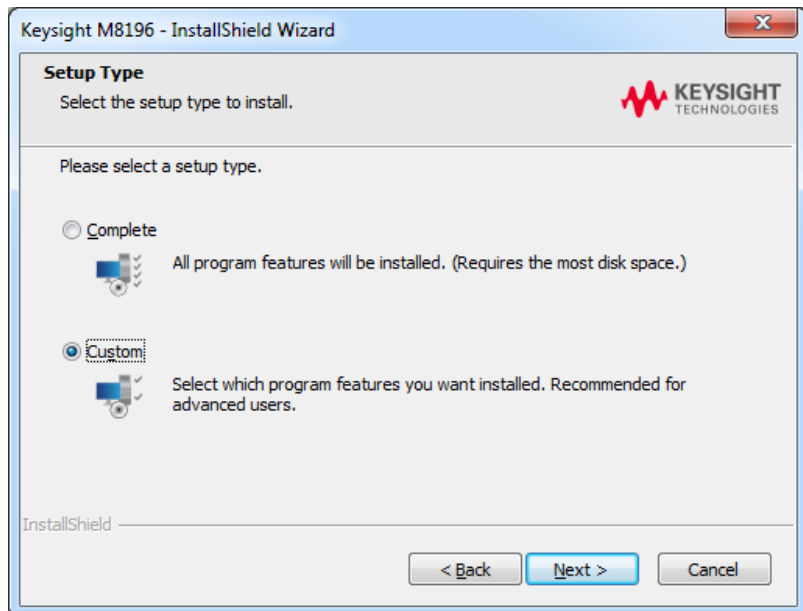 Keysight M8196 - InstallShield Wizard
Setup Type
Select the setup type to install.
KEYSIGHT
TECHNOLOGIES
Please select a setup type.
Complete
All program features will be installed. (Requires the most disk space.)
Custom
Select which program features you want installed. Recommended for
advanced users.
InstallShield
< Back
Next >
Cancel